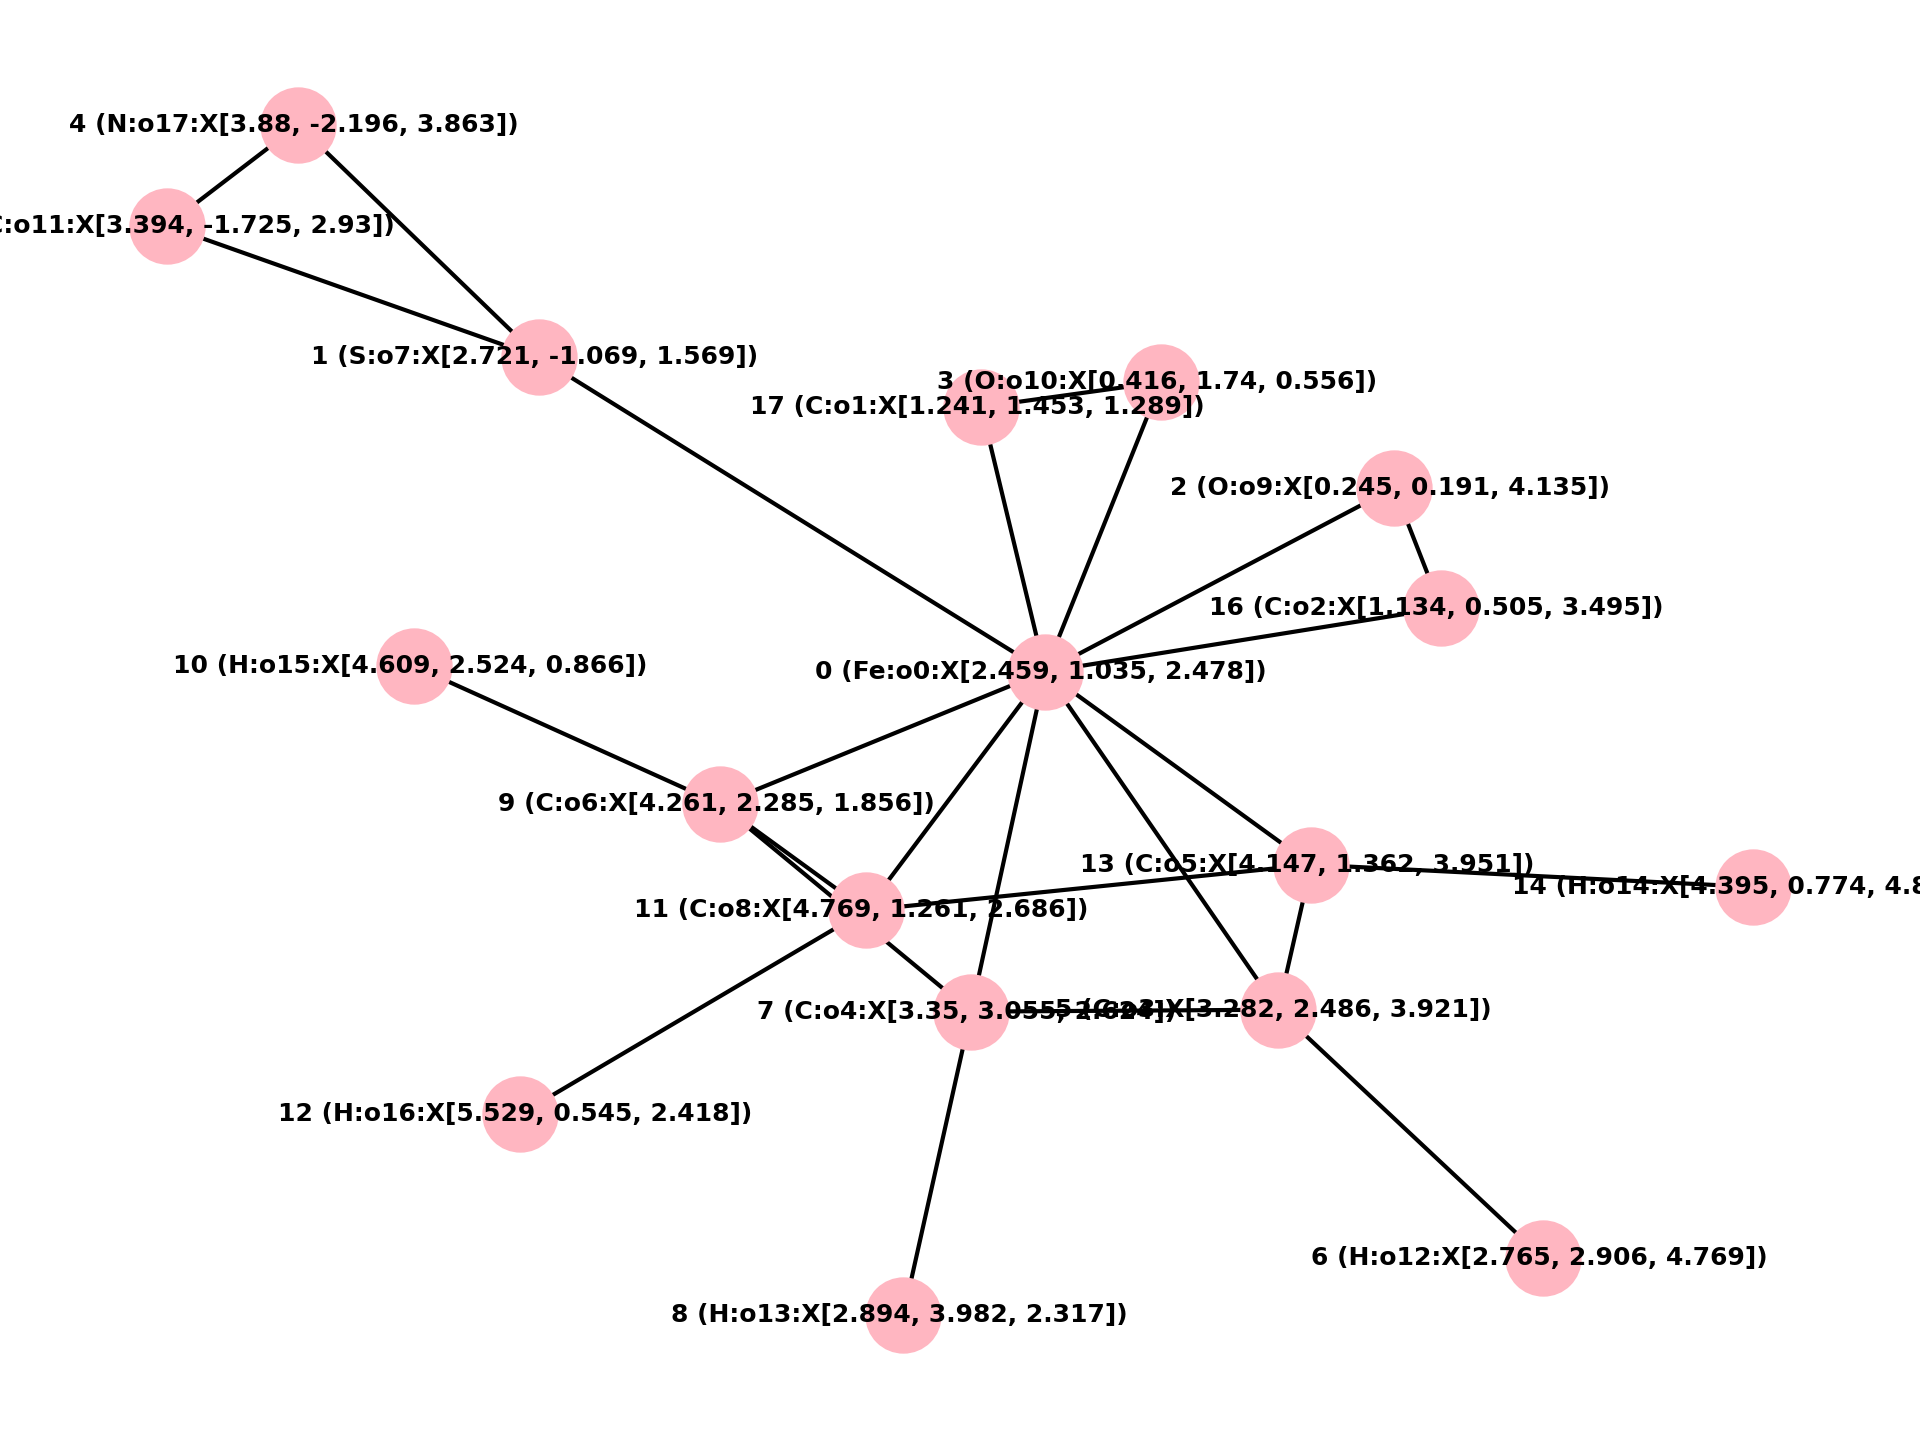 4 (N:o17:X[3.88, -2.196, 3.863])
:o11:X[3.394, -1.725, 2.93])
1 (S:o7:X[2.721, -1.069, 1.569])
3 (O:o10:X[0.416, 1.74, 0.556])
17 (C:o1:X[1.241, 1.453, 1.289])
2 (O:o9:X[0.245, 0.191, 4.135])
16 (C:o2:X[1.134, 0.505, 3.495])
10 (H:o15:X[4.609, 2.524, 0.866])
0 (Fe:o0:X[2.459, 1.035, 2.478])
9 (C:o6:X[4.261, 2.285, 1.856])
13 (C:o5:X[4.147, 1.362, 3.951])
14 (H:o14:X[4.395, 0.774, 4.8
11 (C:o8:X[4.769, 1.261, 2.686])
7 (C:o4:X[3.35, 3.055, 2.624])
5 (C:o3:X[3.282, 2.486, 3.921])
12 (H:o16:X[5.529, 0.545, 2.418])
6 (H:o12:X[2.765, 2.906, 4.769])
8 (H:o13:X[2.894, 3.982, 2.317])